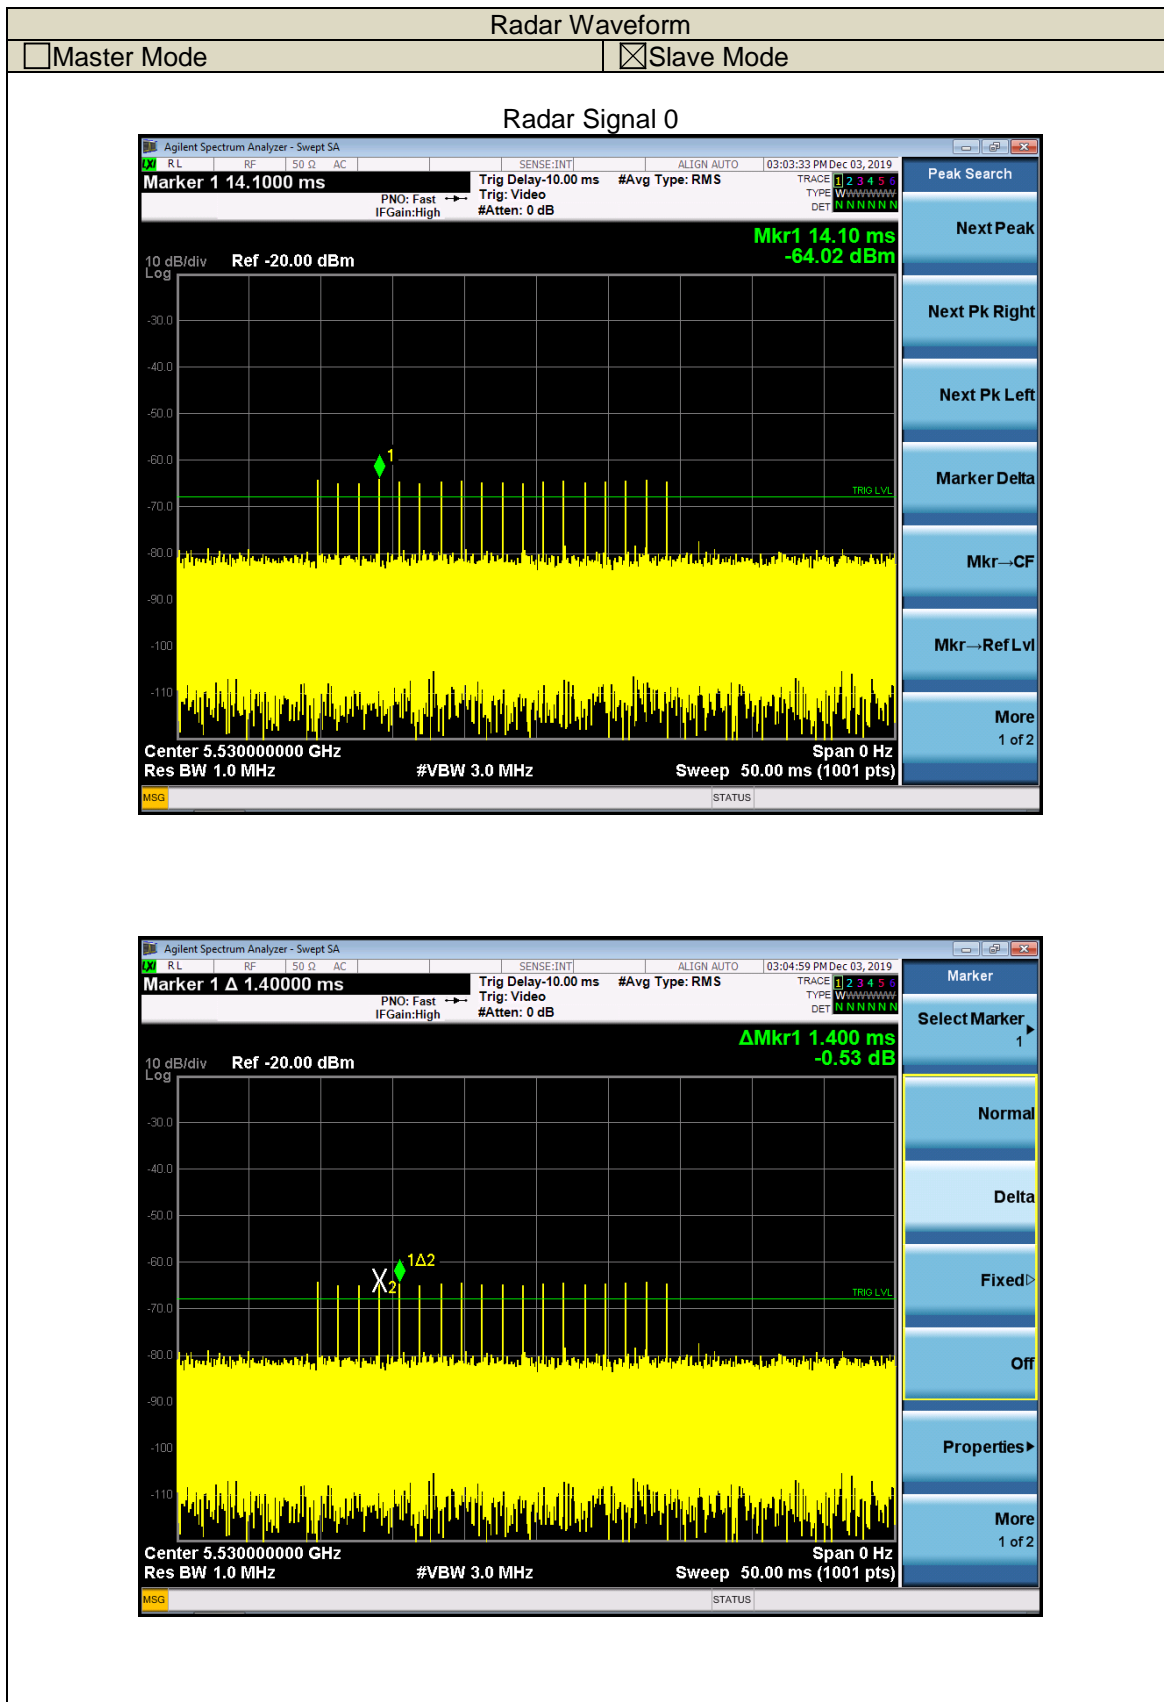 Radar Waveform
☐Master Mode ☒Slave Mode
Radar Signal 0
Agilent Spectrum Analyzer - Swept SA
LXI RL RF 50 Ω AC SENSE:INT ALIGN AUTO 03:03:33 PM Dec 03, 2019
Marker 1 14.1000 ms
PNO: Fast
IFGain:High
Trig Delay-10.00 ms
Trig: Video
#Atten: 0 dB
#Avg Type: RMS
TRACE 1 2 3 4 5 6
TYPE WWWWWW
DET N N N N N N
Mkr1 14.10 ms
-64.02 dBm
10 dB/div Ref -20.00 dBm
Log
-30.0
-40.0
-50.0
-60.0
1
TRIG LVL
-70.0
-80.0
-90.0
-100
-110
Center 5.530000000 GHz Span 0 Hz
Res BW 1.0 MHz #VBW 3.0 MHz Sweep 50.00 ms (1001 pts)
MSG STATUS
Peak Search
Next Peak
Next Pk Right
Next Pk Left
Marker Delta
Mkr→CF
Mkr→Ref Lvl
More
1 of 2
Agilent Spectrum Analyzer - Swept SA
LXI RL RF 50 Ω AC SENSE:INT ALIGN AUTO 03:04:59 PM Dec 03, 2019
Marker 1 Δ 1.40000 ms
PNO: Fast
IFGain:High
Trig Delay-10.00 ms
Trig: Video
#Atten: 0 dB
#Avg Type: RMS
TRACE 1 2 3 4 5 6
TYPE WWWWWW
DET N N N N N N
ΔMkr1 1.400 ms
-0.53 dB
10 dB/div Ref -20.00 dBm
Log
-30.0
-40.0
-50.0
-60.0
1Δ2
X2
TRIG LVL
-70.0
-80.0
-90.0
-100
-110
Center 5.530000000 GHz Span 0 Hz
Res BW 1.0 MHz #VBW 3.0 MHz Sweep 50.00 ms (1001 pts)
MSG STATUS
Marker
Select Marker
1
Normal
Delta
Fixed
Off
Properties
More
1 of 2